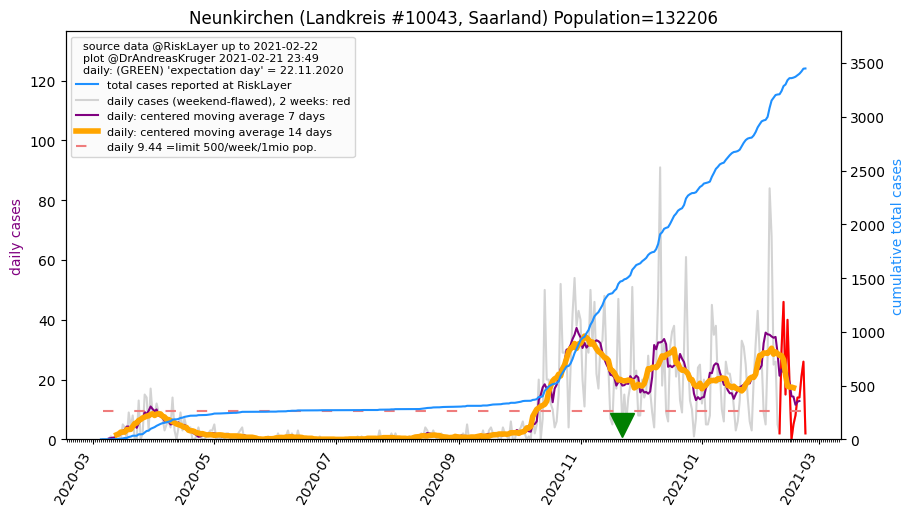 Neunkirchen (Landkreis #10043, Saarland) Population=132206
source data @RiskLayer up to 2021-02-22
plot @DrAndreasKruger 2021-02-21 23:49
daily: (GREEN) 'expectation day' = 22.11.2020
total cases reported at RiskLayer
daily cases (weekend-flawed), 2 weeks: red
daily: centered moving average 7 days
daily: centered moving average 14 days
daily 9.44 =limit 500/week/1mio pop.
daily cases
120
100
80
60
40
20
0
cumulative total cases
3500
3000
2500
2000
1500
1000
500
0
2020-03
2020-05
2020-07
2020-09
2020-11
2021-01
2021-03